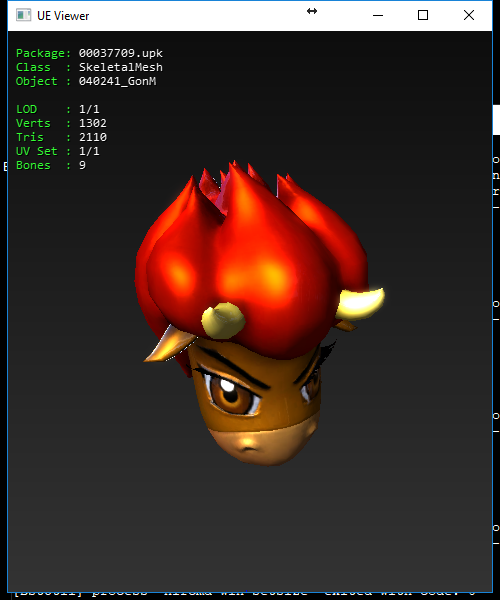 UE Viewer
Package: 00037709.upk
Class : SkeletalMesh
Object : 040241_GonM
LOD : 1/1
Verts : 1302
Tris : 2110
UV Set : 1/1
Bones : 9